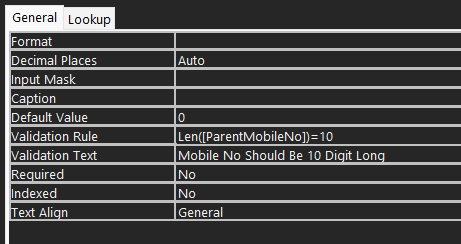 General Lookup
Format
Decimal Places Auto
Input Mask
Caption
Default Value 0
Validation Rule Len([ParentMobileNo])=10
Validation Text Mobile No Should Be 10 Digit Long
Required No
Indexed No
Text Align General